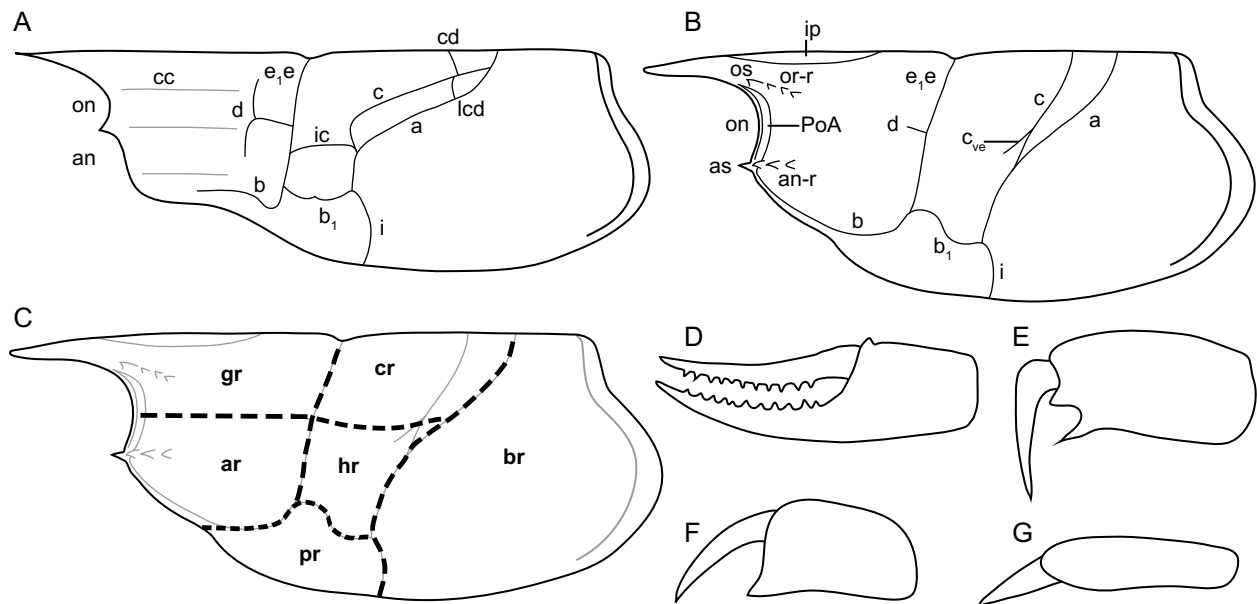 A
cd
cc
e1e
on
d
c
lcd
ic
a
an
b
b1
i
B
ip
os
or-r
e1e
c
on
PoA
d
a
cve
as
an-r
b
b1
i
C
gr
cr
ar
hr
br
pr
D
E
F
G